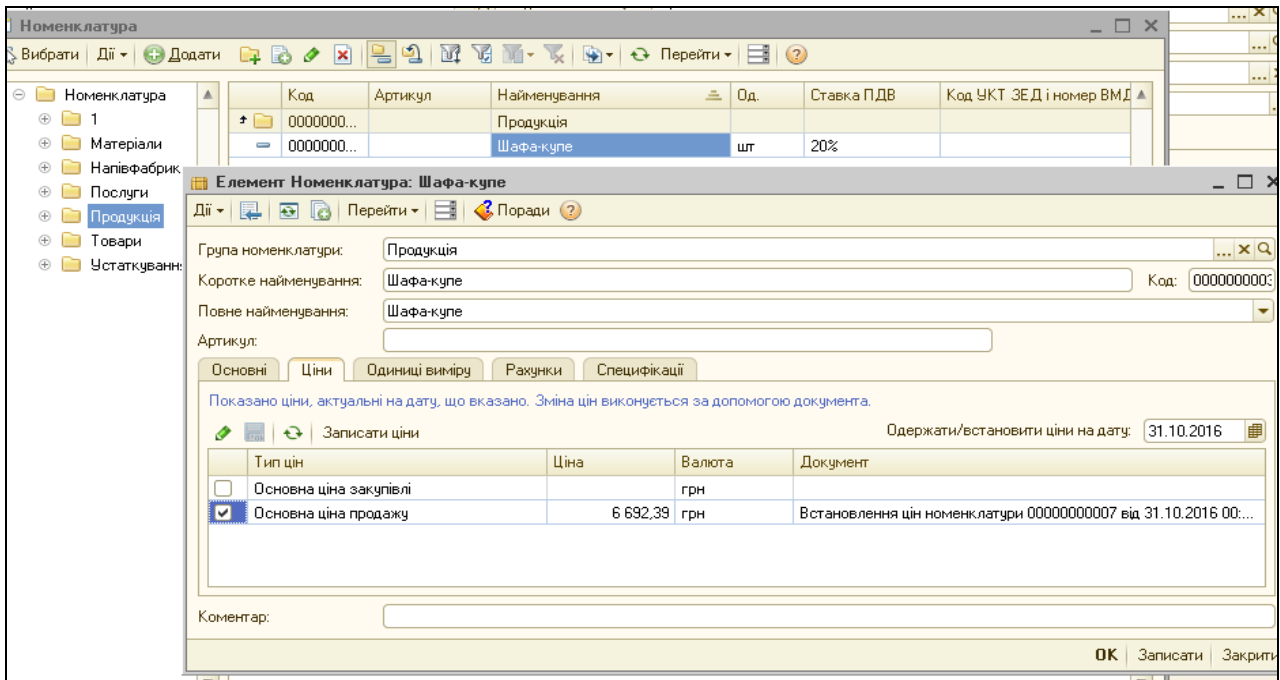 Номенклатура
Вибрати Дії Додати Перейти
Номенклатура
1
Матеріали
Напівфабрик
Послуги
Продукція
Товари
Устаткуванн
Код Артикул Найменування Од. Ставка ПДВ Код УКТ ЗЕД і номер ВМД
0000000... Продукція
0000000... Шафа-купе шт 20%
Елемент Номенклатура: Шафа-купе
Дії Перейти Поради
Група номенклатури: Продукція
Коротке найменування: Шафа-купе Код: 0000000003
Повне найменування: Шафа-купе
Артикул:
Основні Ціни Одиниці виміру Рахунки Специфікації
Показано ціни, актуальні на дату, що вказано. Зміна цін виконується за допомогою документа.
Записати ціни Одержати/встановити ціни на дату: 31.10.2016
Тип цін Ціна Валюта Документ
Основна ціна закупівлі грн
Основна ціна продажу 6 692,39 грн Встановлення цін номенклатури 00000000007 від 31.10.2016 00:...
Коментар:
OK Записати Закрити